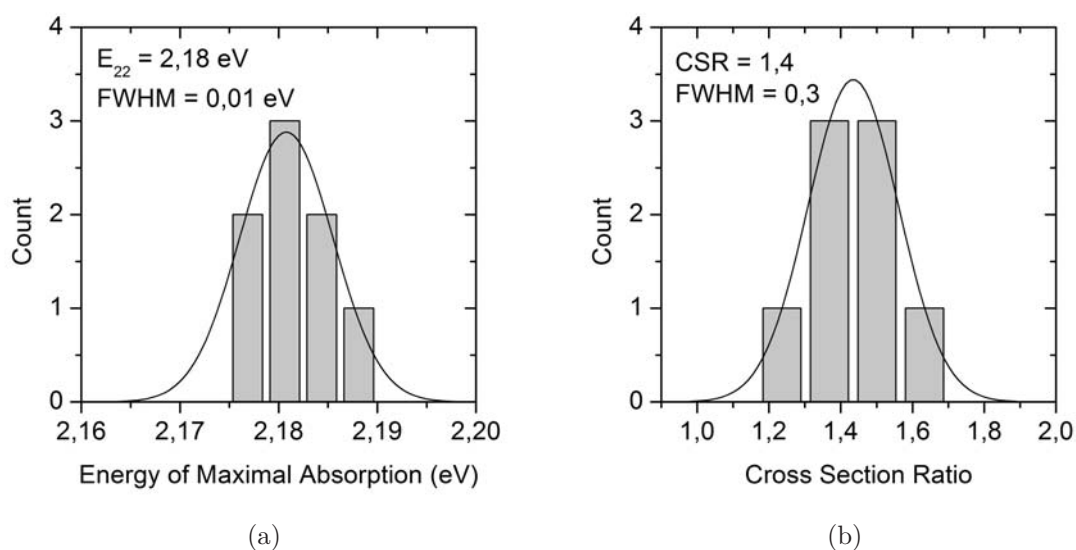 E22 = 2,18 eV
FWHM = 0,01 eV
Count
4
3
2
1
0
2,16 2,17 2,18 2,19 2,20
Energy of Maximal Absorption (eV)
(a)
CSR = 1,4
FWHM = 0,3
Count
4
3
2
1
0
1,0 1,2 1,4 1,6 1,8 2,0
Cross Section Ratio
(b)